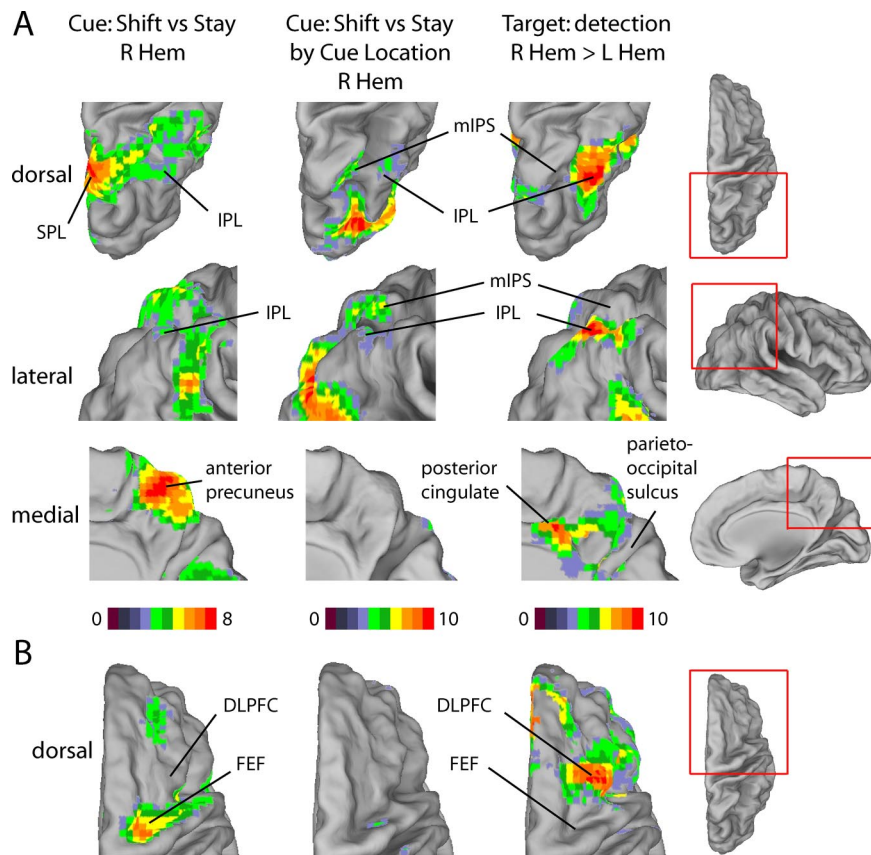 A
Cue: Shift vs Stay
R Hem
Cue: Shift vs Stay
by Cue Location
R Hem
Target: detection
R Hem > L Hem
dorsal
SPL
IPL
mIPS
IPL
lateral
IPL
mIPS
IPL
medial
anterior
precuneus
posterior
cingulate
parieto-
occipital
sulcus
0 8
0 10
0 10
B
dorsal
DLPFC
FEF
DLPFC
FEF